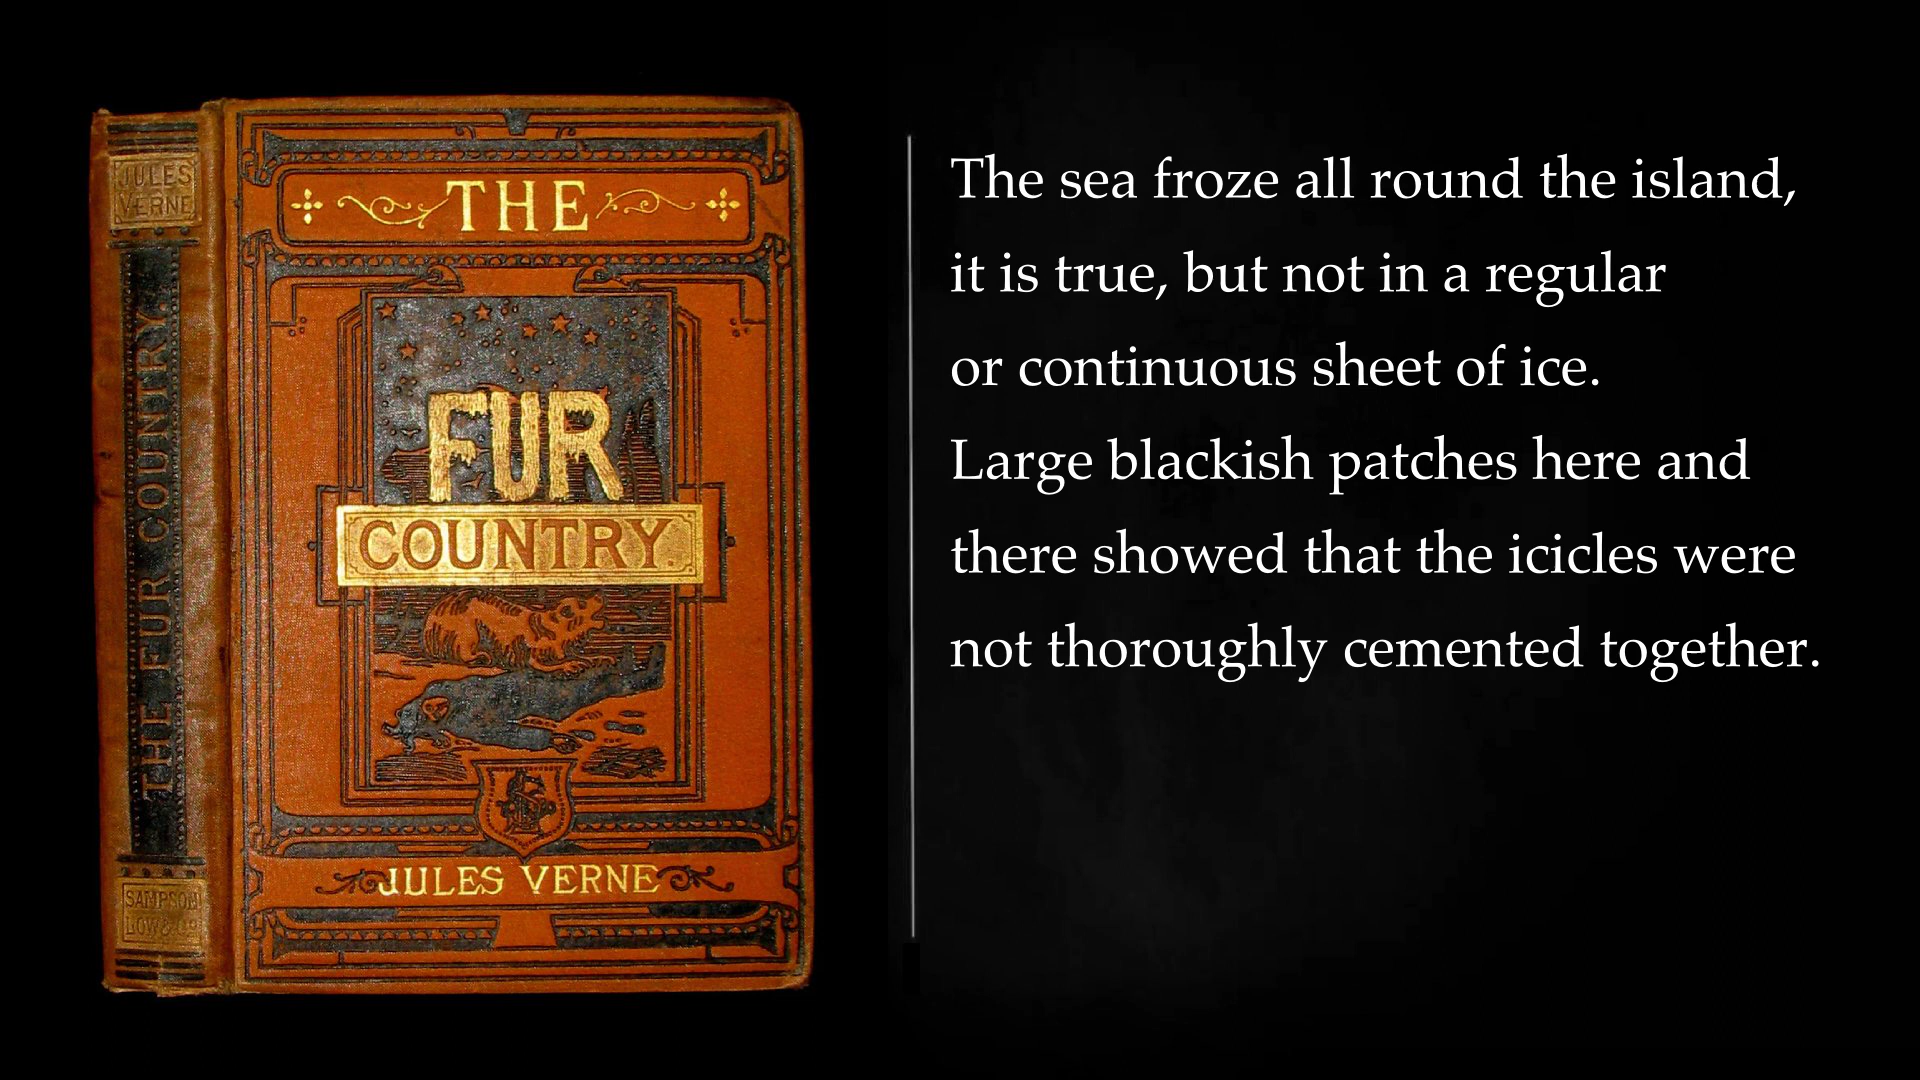 JULES
VERNE
THE FUR COUNTRY.
SAMPSON
LOW & Co
THE
FUR
COUNTRY.
JULES VERNE
The sea froze all round the island,
it is true, but not in a regular
or continuous sheet of ice.
Large blackish patches here and
there showed that the icicles were
not thoroughly cemented together.